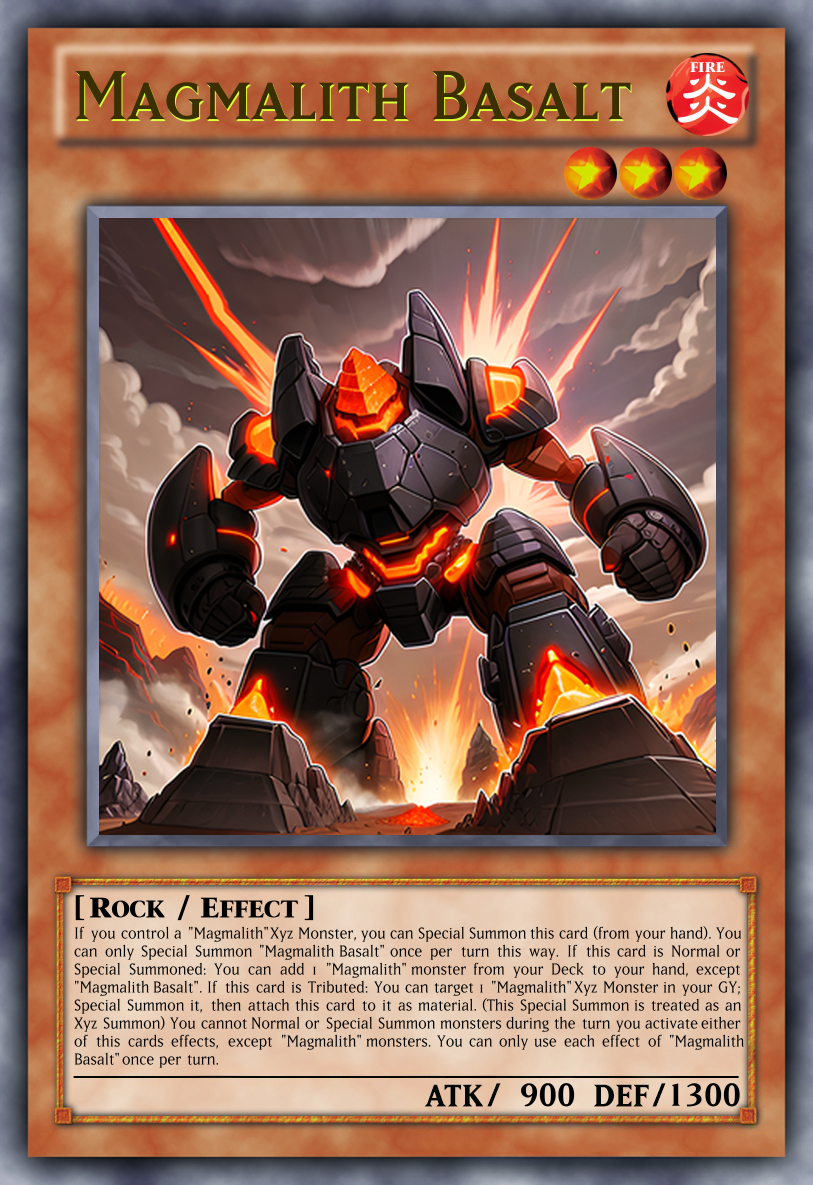 Magmalith Basalt
FIRE
炎
[ Rock / Effect ]
If you control a "Magmalith"Xyz Monster, you can Special Summon this card (from your hand). You
can only Special Summon "Magmalith Basalt" once per turn this way. If this card is Normal or
Special Summoned: You can add 1 "Magmalith" monster from your Deck to your hand, except
"Magmalith Basalt". If this card is Tributed: You can target 1 "Magmalith"Xyz Monster in your GY;
Special Summon it, then attach this card to it as material. (This Special Summon is treated as an
Xyz Summon) You cannot Normal or Special Summon monsters during the turn you activate either
of this cards effects, except "Magmalith" monsters. You can only use each effect of "Magmalith
Basalt"once per turn.
ATK/ 900 DEF/1300